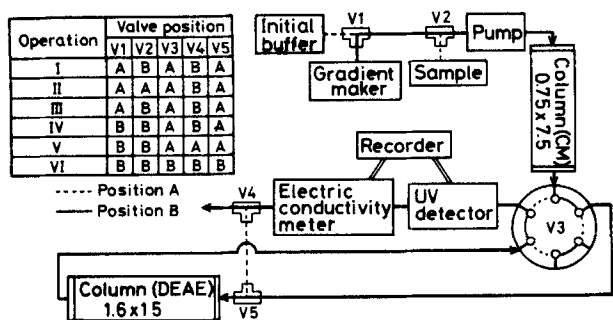 Operation Valve position
V1 V2 V3 V4 V5
I A B A B A
II A A A B A
III A B A B A
IV B B A B A
V B B A A A
VI B B B B B
----- Position A
—— Position B
Initial
buffer
V1
V2
Pump
Gradient
maker
Sample
Column(CM)
0.75x7.5
Recorder
V4
Electric
conductivity
meter
UV
detector
V3
Column (DEAE)
1.6x15
V5